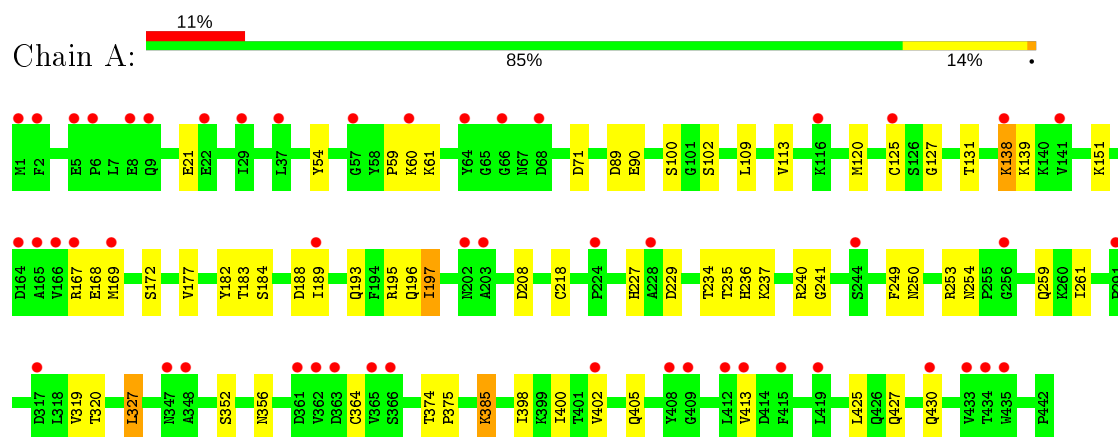 11%
Chain A:
85% 14% •
M1 F2 E5 P6 L7 E8 Q9 E21 E22 I29 L37 Y54 G57 Y58 P59 K60 K61 Y64 G65 G66 N67 D68 D71 D89 E90 S100 G101 S102 L109 V113 K116 M120 C125 S126 G127 T131 K138 K139 K140 V141 K151
D164 A165 V166 R167 E168 M169 S172 V177 Y182 T183 S184 D188 I189 Q193 F194 R195 Q196 I197 N202 A203 D208 C218 P224 H227 A228 D229 T234 T235 H236 K237 R240 G241 S244 F249 N250 R253 N254 P255 G256 Q259 K260 I261
D317 L318 V319 T320 L327 N347 A348 S352 N356 D361 V362 D363 C364 V365 S366 T374 P375 K385 I398 K399 I400 T401 V402 Q405 Y408 G409 L412 V413 D414 F415 L419 L425 Q426 Q427 Q430 V433 T434 W435 P442